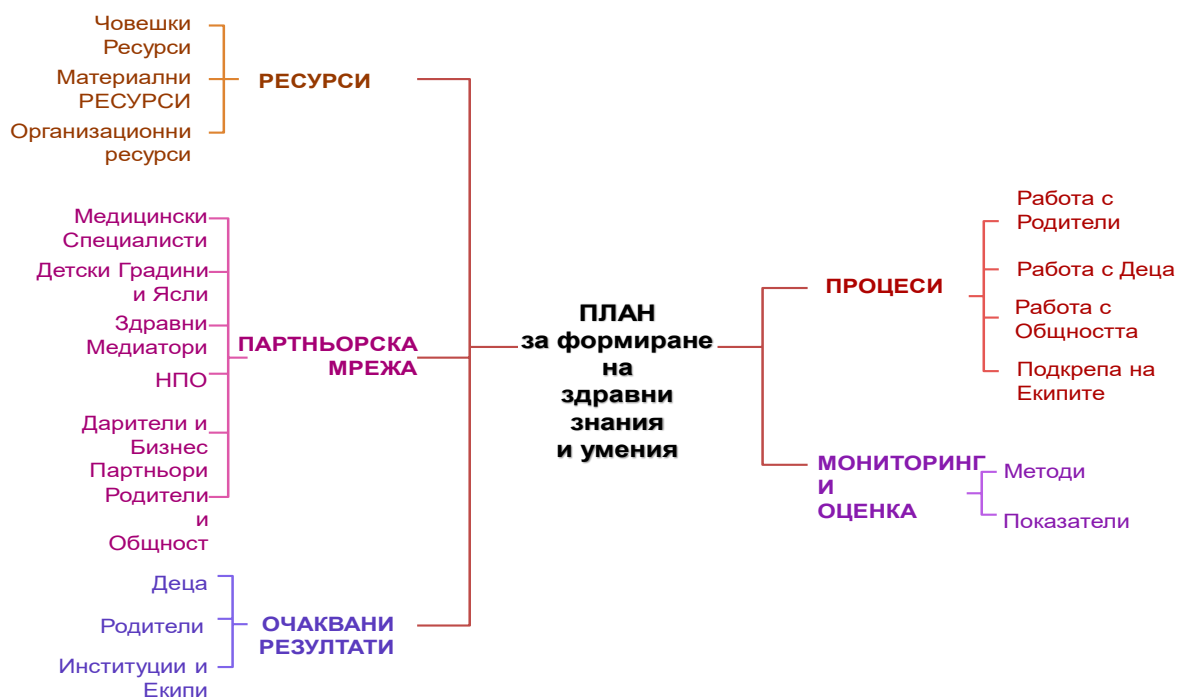 Човешки
Ресурси
Материални
РЕСУРСИ
Организационни
ресурси
РЕСУРСИ
Медицински
Специалисти
Детски Градини
и Ясли
Здравни
Медиатори
НПО
Дарители и
Бизнес
Партньори
Родители
и
Общност
ПАРТНЬОРСКА
МРЕЖА
Деца
Родители
Институции и
Екипи
ОЧАКВАНИ
РЕЗУЛТАТИ
ПЛАН
за формиране
на
здравни
знания
и умения
ПРОЦЕСИ
Работа с
Родители
Работа с Деца
Работа с
Общността
Подкрепа на
Екипите
МОНИТОРИНГ
И
ОЦЕНКА
Методи
Показатели